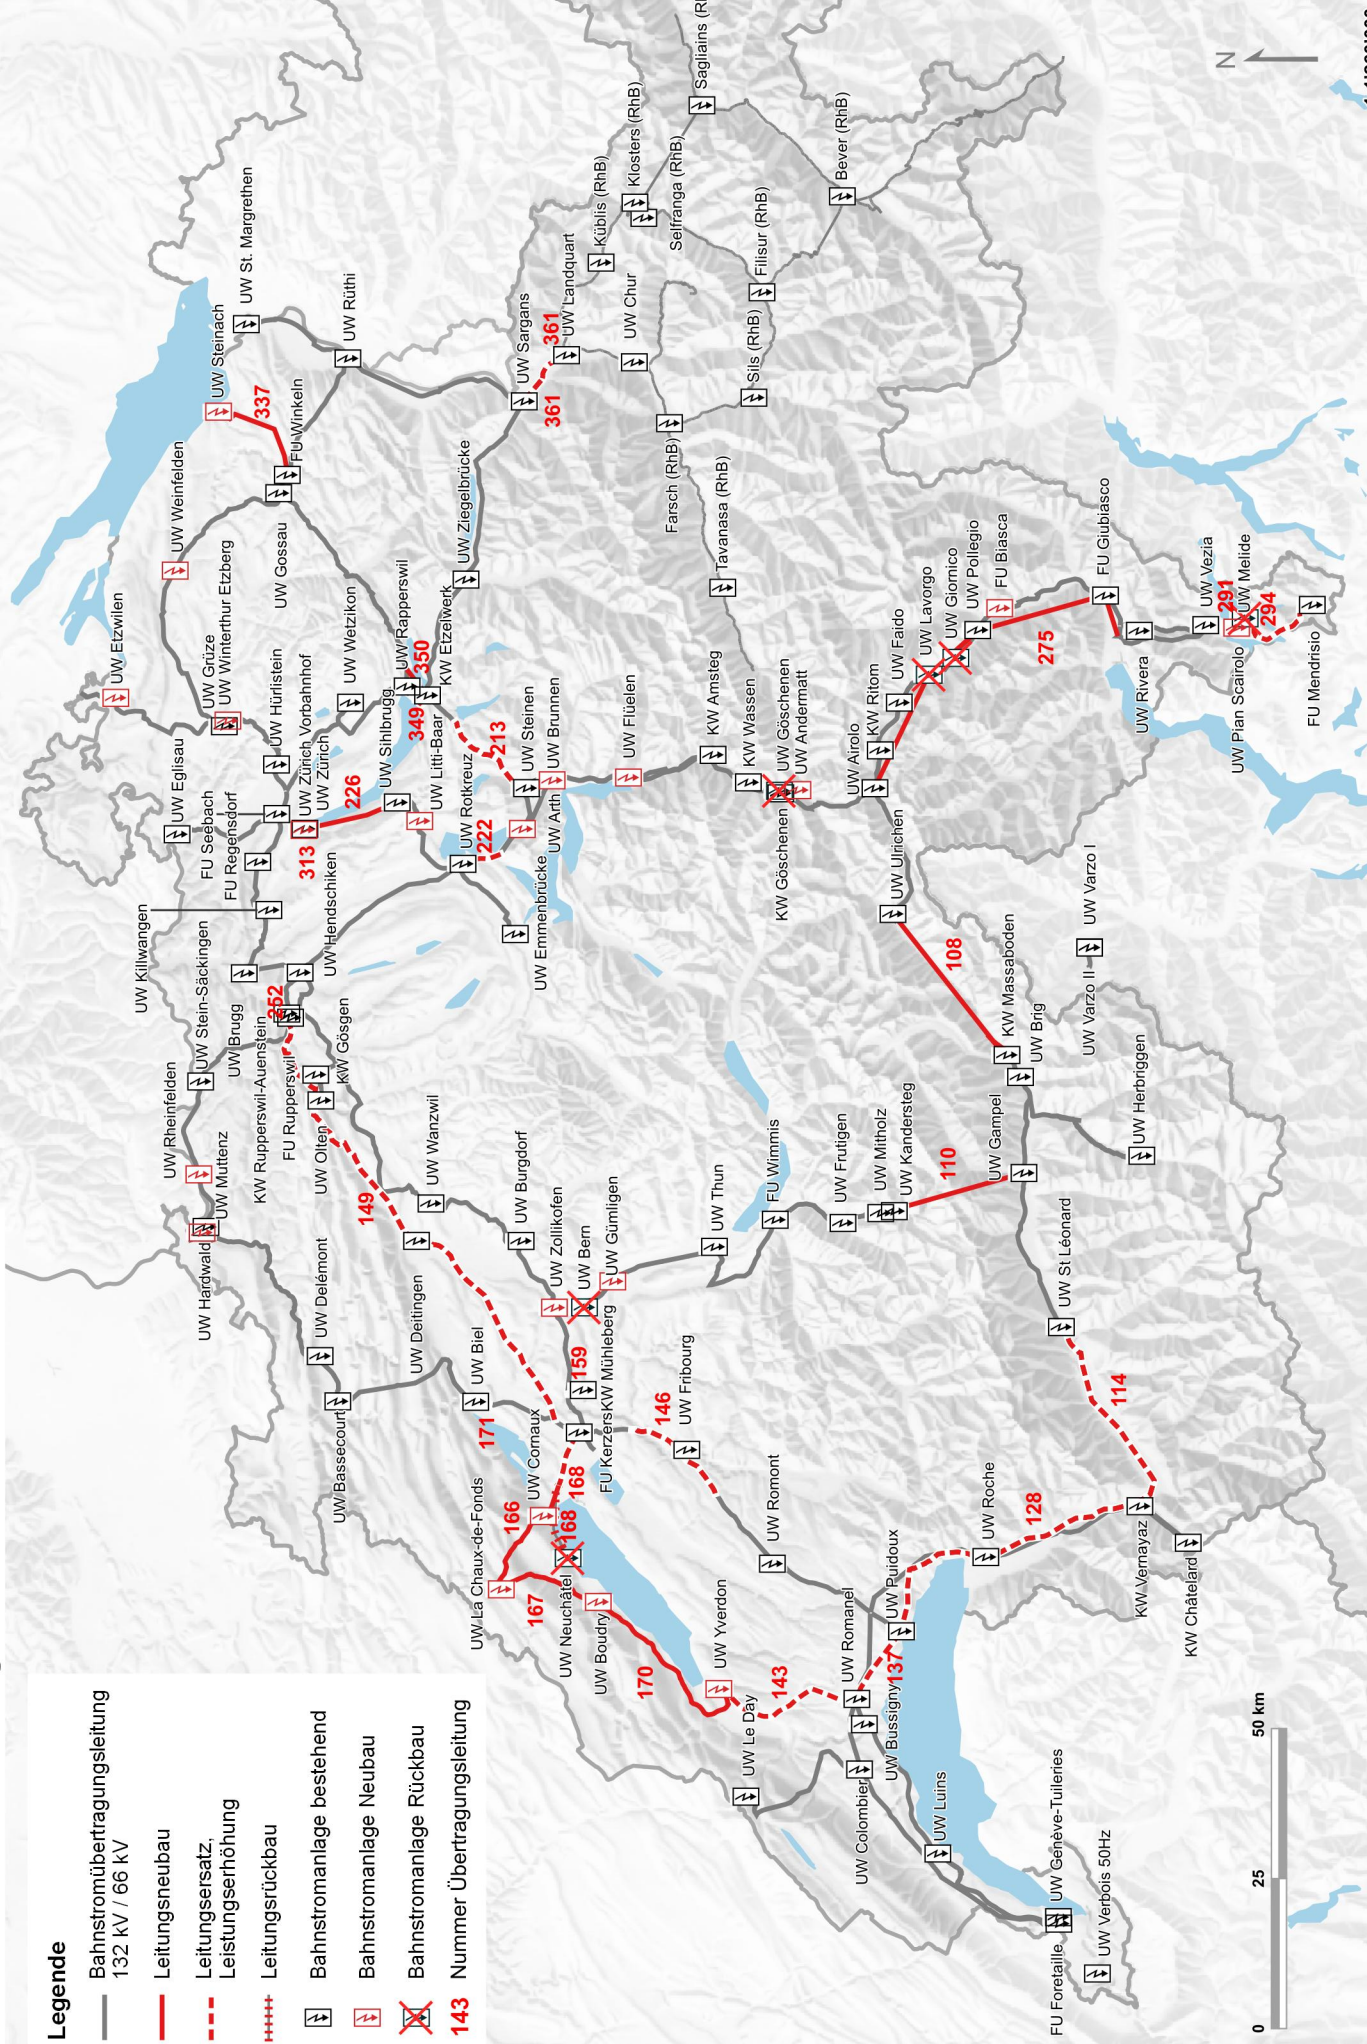 Legende
Bahnstromübertragungsleitung
132 kV / 66 kV
Leitungsneubau
Leitungsersatz,
Leistungserhöhung
Leitungsrückbau
Bahnstromanlage bestehend
Bahnstromanlage Neubau
Bahnstromanlage Rückbau
143 Nummer Übertragungsleitung
N
0 25 50 km
UW Steinach
UW St. Margrethen
337
FU Winkeln
UW Rüthi
UW Weinfelden
UW Gossau
UW Etzwilen
UW Grüze
UW Winterthur Etzberg
UW Hürlistein
UW Wetzikon
UW Eglisau
FU Seebach
FU Regensdorf
UW Zürich Vorbahnhof
UW Zürich
313
226
UW Sihlbrugg
UW Litti-Baar
UW Rapperswil
350
349
KW Etzelwerk
UW Ziegelbrücke
UW Sargans
361
361
UW Landquart
UW Chur
Küblis (RhB)
Klosters (RhB)
Selfranga (RhB)
Filisur (RhB)
Bever (RhB)
Sils (RhB)
Farsch (RhB)
Tavanasa (RhB)
UW Rotkreuz
222
213
UW Steinen
UW Brunnen
UW Arth
UW Flüelen
UW Emmenbrücke
KW Amsteg
KW Wassen
UW Göschenen
UW Andermatt
KW Göschenen
UW Airolo
KW Ritom
UW Faido
UW Lavorgo
UW Giornico
UW Pollegio
FU Biasca
275
FU Giubiasco
UW Rivera
UW Vezia
291
UW Melide
294
UW Pian Scairolo
FU Mendrisio
UW Ulrichen
108
KW Massaboden
UW Brig
UW Varzo I
UW Varzo II
UW Herbriggen
UW Gampel
110
UW Kandersteg
UW Mitholz
UW Frutigen
FU Wimmis
UW Thun
UW Killwangen
UW Stein-Säckingen
UW Brugg
UW Hendschiken
252
KW Rupperswil-Auenstein
FU Rupperswil
KW Gösgen
UW Olten
UW Rheinfelden
UW Muttenz
UW Hardwald
UW Delémont
UW Bassecourt
149
UW Wanzwil
UW Deitingen
UW Burgdorf
UW Zollikofen
UW Bern
UW Gümligen
UW Biel
171
159
KW Mühleberg
FU Kerzers
146
UW Fribourg
UW Cornaux
168
168
166
UW La Chaux-de-Fonds
167
UW Neuchâtel
UW Boudry
170
UW Yverdon
143
UW Le Day
UW Romont
UW Romanel
UW Puidoux
137
UW Bussigny
UW Colombier
UW Luins
UW Genève-Tuileries
FU Foretaille
UW Verbois 50Hz
UW Roche
128
KW Vernayaz
KW Châtelard
114
UW St Léonard